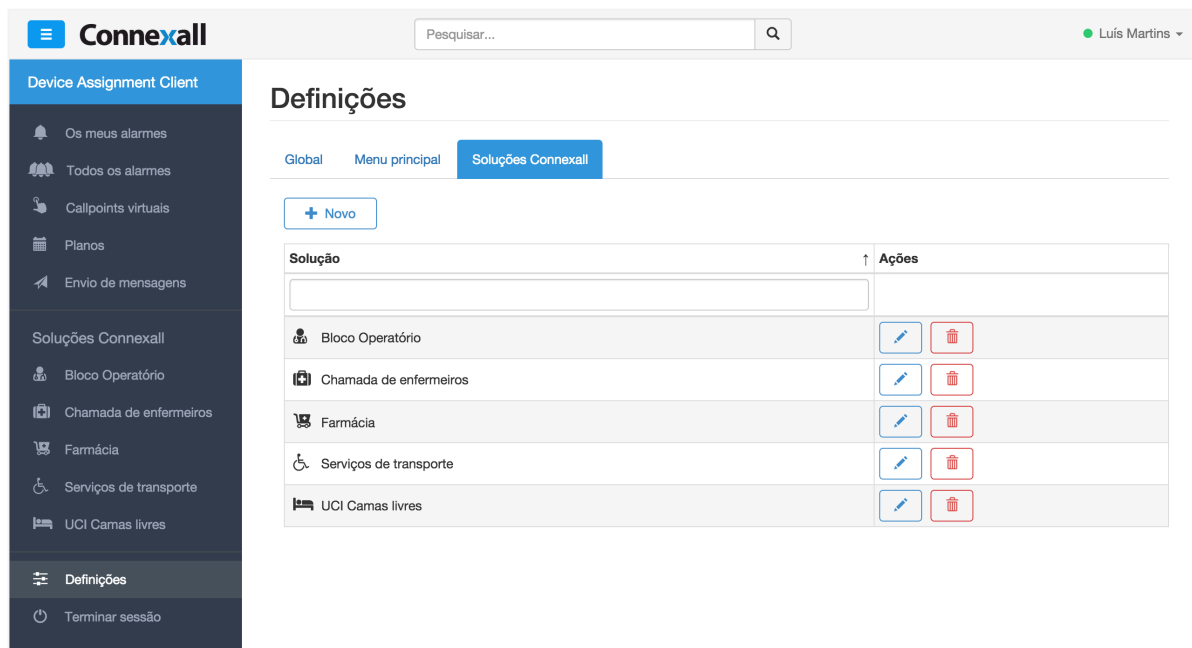 Connexall
Pesquisar...
Luís Martins
Device Assignment Client
Os meus alarmes
Todos os alarmes
Callpoints virtuais
Planos
Envio de mensagens
Soluções Connexall
Bloco Operatório
Chamada de enfermeiros
Farmácia
Serviços de transporte
UCI Camas livres
Definições
Terminar sessão
Definições
Global Menu principal Soluções Connexall
+ Novo
Solução ↑ Ações
Bloco Operatório
Chamada de enfermeiros
Farmácia
Serviços de transporte
UCI Camas livres